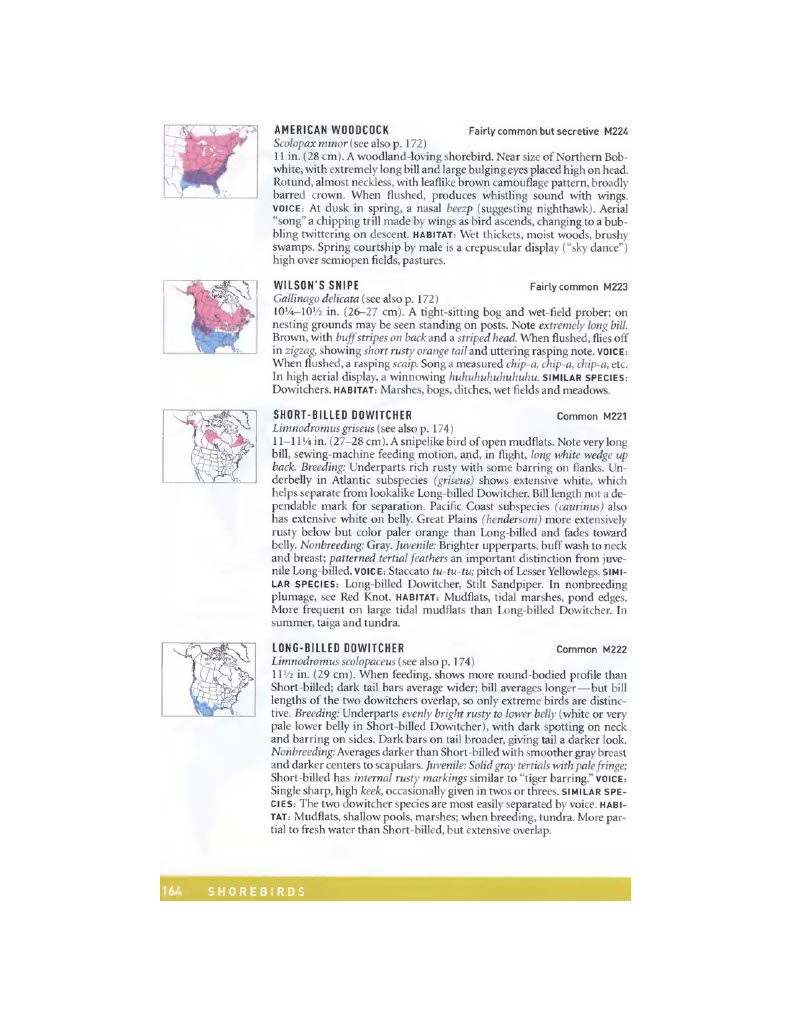 AMERICAN WOODCOCK Fairly common but secretive M224
Scolopax minor (see also p. 172)
11 in. (28 cm). A woodland-loving shorebird. Near size of Northern Bob-
white, with extremely long bill and large bulging eyes placed high on head.
Rotund, almost neckless, with leaflike brown camouflage pattern, broadly
barred crown. When flushed, produces whistling sound with wings.
VOICE: At dusk in spring, a nasal beezp (suggesting nighthawk). Aerial
“song” a chipping trill made by wings as bird ascends, changing to a bub-
bling twittering on descent. HABITAT: Wet thickets, moist woods, brushy
swamps. Spring courtship by male is a crepuscular display (“sky dance”)
high over semiopen fields, pastures.
WILSON'S SNIPE Fairly common M223
Gallinago delicata (see also p. 172)
10¼–10½ in. (26–27 cm). A tight-sitting bog and wet-field prober; on
nesting grounds may be seen standing on posts. Note extremely long bill.
Brown, with buff stripes on back and a striped head. When flushed, flies off
in zigzag, showing short rusty orange tail and uttering rasping note. VOICE:
When flushed, a rasping scaip. Song a measured chip-a, chip-a, chip-a, etc.
In high aerial display, a winnowing huhuhuhuhuhuhu. SIMILAR SPECIES:
Dowitchers. HABITAT: Marshes, bogs, ditches, wet fields and meadows.
SHORT-BILLED DOWITCHER Common M221
Limnodromus griseus (see also p. 174)
11–11¼ in. (27–28 cm). A snipelike bird of open mudflats. Note very long
bill, sewing-machine feeding motion, and, in flight, long white wedge up
back. Breeding: Underparts rich rusty with some barring on flanks. Un-
derbelly in Atlantic subspecies (griseus) shows extensive white, which
helps separate from lookalike Long-billed Dowitcher. Bill length not a de-
pendable mark for separation. Pacific Coast subspecies (caurinus) also
has extensive white on belly. Great Plains (hendersoni) more extensively
rusty below but color paler orange than Long-billed and fades toward
belly. Nonbreeding: Gray. Juvenile: Brighter upperparts, buff wash to neck
and breast; patterned tertial feathers an important distinction from juve-
nile Long-billed. VOICE: Staccato tu-tu-tu; pitch of Lesser Yellowlegs. SIMI-
LAR SPECIES: Long-billed Dowitcher, Stilt Sandpiper. In nonbreeding
plumage, see Red Knot. HABITAT: Mudflats, tidal marshes, pond edges.
More frequent on large tidal mudflats than Long-billed Dowitcher. In
summer, taiga and tundra.
LONG-BILLED DOWITCHER Common M222
Limnodromus scolopaceus (see also p. 174)
11½ in. (29 cm). When feeding, shows more round-bodied profile than
Short-billed; dark tail bars average wider; bill averages longer — but bill
lengths of the two dowitchers overlap, so only extreme birds are distinc-
tive. Breeding: Underparts evenly bright rusty to lower belly (white or very
pale lower belly in Short-billed Dowitcher), with dark spotting on neck
and barring on sides. Dark bars on tail broader, giving tail a darker look.
Nonbreeding: Averages darker than Short-billed with smoother gray breast
and darker centers to scapulars. Juvenile: Solid gray tertials with pale fringe;
Short-billed has internal rusty markings similar to “tiger barring.” VOICE:
Single sharp, high keek, occasionally given in twos or threes. SIMILAR SPE-
CIES: The two dowitcher species are most easily separated by voice. HABI-
TAT: Mudflats, shallow pools, marshes; when breeding, tundra. More par-
tial to fresh water than Short-billed, but extensive overlap.
164 SHOREBIRDS